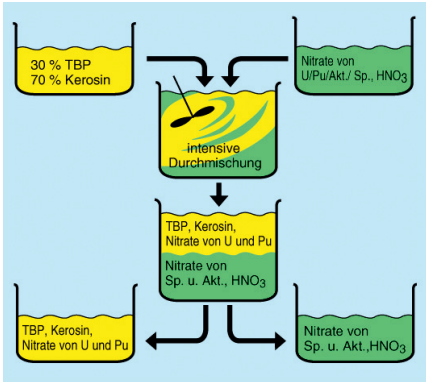 30 % TBP
70 % Kerosin
Nitrate von
U/Pu/Akt./ Sp., HNO3
intensive
Durchmischung
TBP, Kerosin,
Nitrate von U und Pu
Nitrate von
Sp. u. Akt., HNO3
TBP, Kerosin,
Nitrate von U und Pu
Nitrate von
Sp. u. Akt.,HNO3